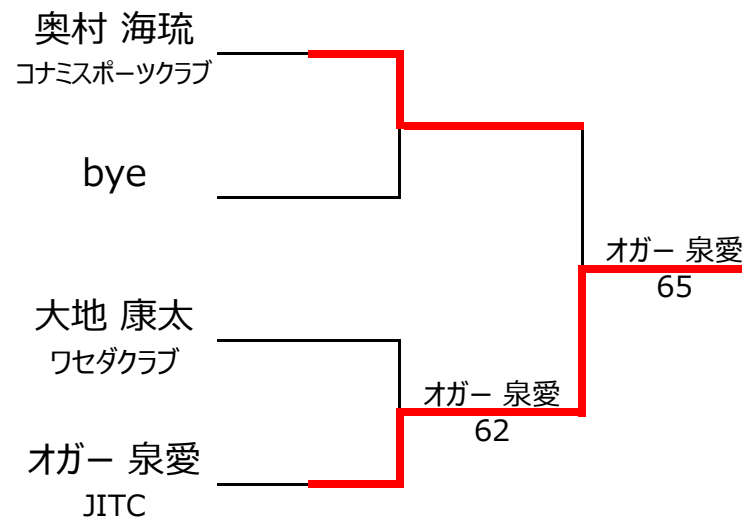 奥村 海琉
コナミスポーツクラブ
bye
オガー 泉愛
65
大地 康太
ワセダクラブ
オガー 泉愛
62
オガー 泉愛
JITC